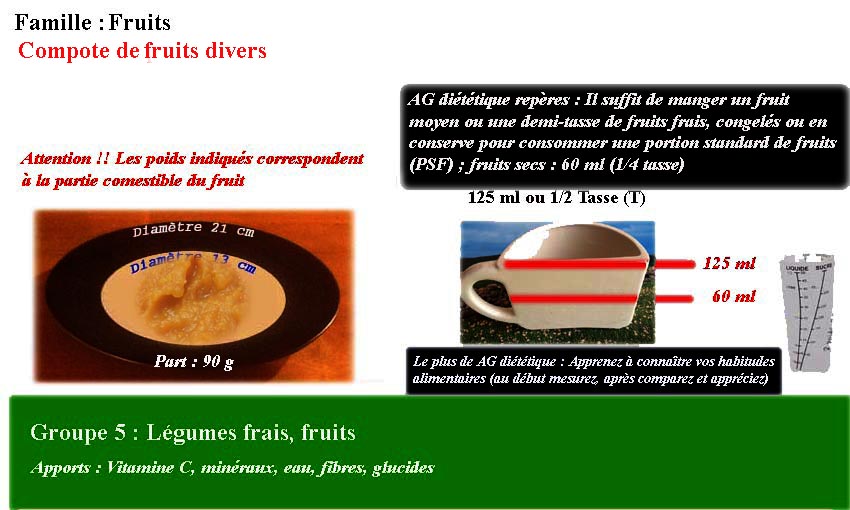 Famille : Fruits
Compote de fruits divers
AG diététique repères : Il suffit de manger un fruit
moyen ou une demi-tasse de fruits frais, congelés ou en
conserve pour consommer une portion standard de fruits
(PSF) ; fruits secs : 60 ml (1/4 tasse)
Attention !! Les poids indiqués correspondent
à la partie comestible du fruit
125 ml ou 1/2 Tasse (T)
Diamètre 21 cm
Diamètre 13 cm
Part : 90 g
125 ml
60 ml
LIQUIDE SUCRE
Le plus de AG diététique : Apprenez à connaître vos habitudes
alimentaires (au début mesurez, après comparez et appréciez)
Groupe 5 : Légumes frais, fruits
Apports : Vitamine C, minéraux, eau, fibres, glucides